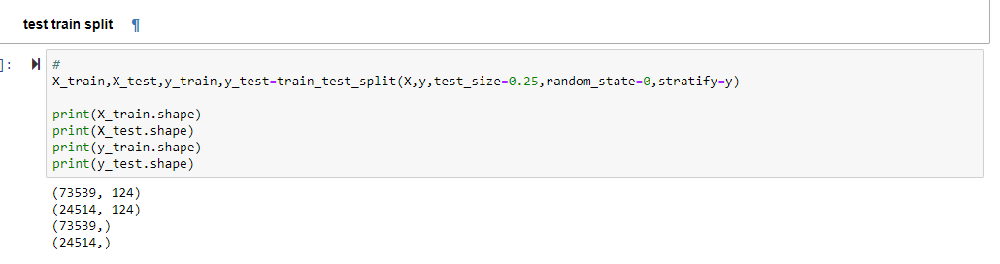 test train split ¶
]:
#
X_train,X_test,y_train,y_test=train_test_split(X,y,test_size=0.25,random_state=0,stratify=y)
print(X_train.shape)
print(X_test.shape)
print(y_train.shape)
print(y_test.shape)
(73539, 124)
(24514, 124)
(73539,)
(24514,)